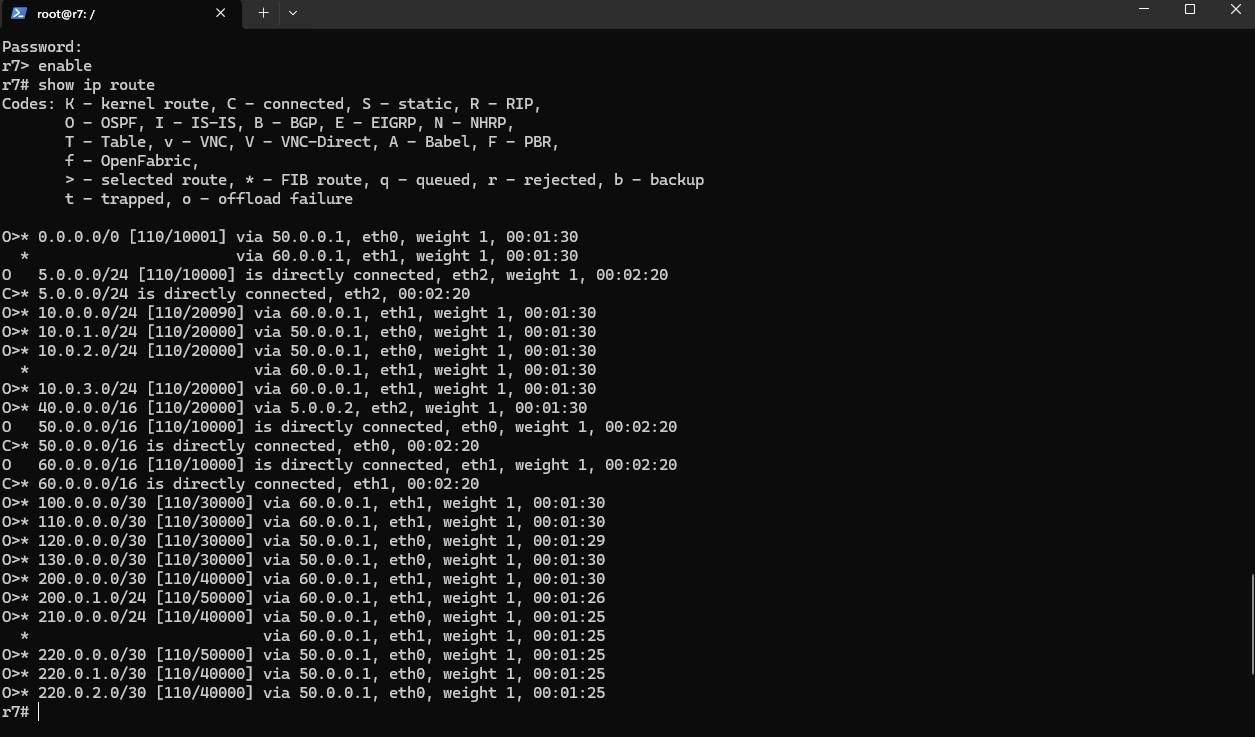 root@r7: /
Password:
r7> enable
r7# show ip route
Codes: K - kernel route, C - connected, S - static, R - RIP,
       O - OSPF, I - IS-IS, B - BGP, E - EIGRP, N - NHRP,
       T - Table, v - VNC, V - VNC-Direct, A - Babel, F - PBR,
       f - OpenFabric,
       > - selected route, * - FIB route, q - queued, r - rejected, b - backup
       t - trapped, o - offload failure

O>* 0.0.0.0/0 [110/10001] via 50.0.0.1, eth0, weight 1, 00:01:30
  *                       via 60.0.0.1, eth1, weight 1, 00:01:30
O   5.0.0.0/24 [110/10000] is directly connected, eth2, weight 1, 00:02:20
C>* 5.0.0.0/24 is directly connected, eth2, 00:02:20
O>* 10.0.0.0/24 [110/20090] via 60.0.0.1, eth1, weight 1, 00:01:30
O>* 10.0.1.0/24 [110/20000] via 50.0.0.1, eth0, weight 1, 00:01:30
O>* 10.0.2.0/24 [110/20000] via 50.0.0.1, eth0, weight 1, 00:01:30
  *                         via 60.0.0.1, eth1, weight 1, 00:01:30
O>* 10.0.3.0/24 [110/20000] via 60.0.0.1, eth1, weight 1, 00:01:30
O>* 40.0.0.0/16 [110/20000] via 5.0.0.2, eth2, weight 1, 00:01:30
O   50.0.0.0/16 [110/10000] is directly connected, eth0, weight 1, 00:02:20
C>* 50.0.0.0/16 is directly connected, eth0, 00:02:20
O   60.0.0.0/16 [110/10000] is directly connected, eth1, weight 1, 00:02:20
C>* 60.0.0.0/16 is directly connected, eth1, 00:02:20
O>* 100.0.0.0/30 [110/30000] via 60.0.0.1, eth1, weight 1, 00:01:30
O>* 110.0.0.0/30 [110/30000] via 60.0.0.1, eth1, weight 1, 00:01:30
O>* 120.0.0.0/30 [110/30000] via 50.0.0.1, eth0, weight 1, 00:01:29
O>* 130.0.0.0/30 [110/30000] via 50.0.0.1, eth0, weight 1, 00:01:30
O>* 200.0.0.0/30 [110/40000] via 60.0.0.1, eth1, weight 1, 00:01:30
O>* 200.0.1.0/24 [110/50000] via 60.0.0.1, eth1, weight 1, 00:01:26
O>* 210.0.0.0/24 [110/40000] via 50.0.0.1, eth0, weight 1, 00:01:25
  *                          via 60.0.0.1, eth1, weight 1, 00:01:25
O>* 220.0.0.0/30 [110/50000] via 50.0.0.1, eth0, weight 1, 00:01:25
O>* 220.0.1.0/30 [110/40000] via 50.0.0.1, eth0, weight 1, 00:01:25
O>* 220.0.2.0/30 [110/40000] via 50.0.0.1, eth0, weight 1, 00:01:25
r7#